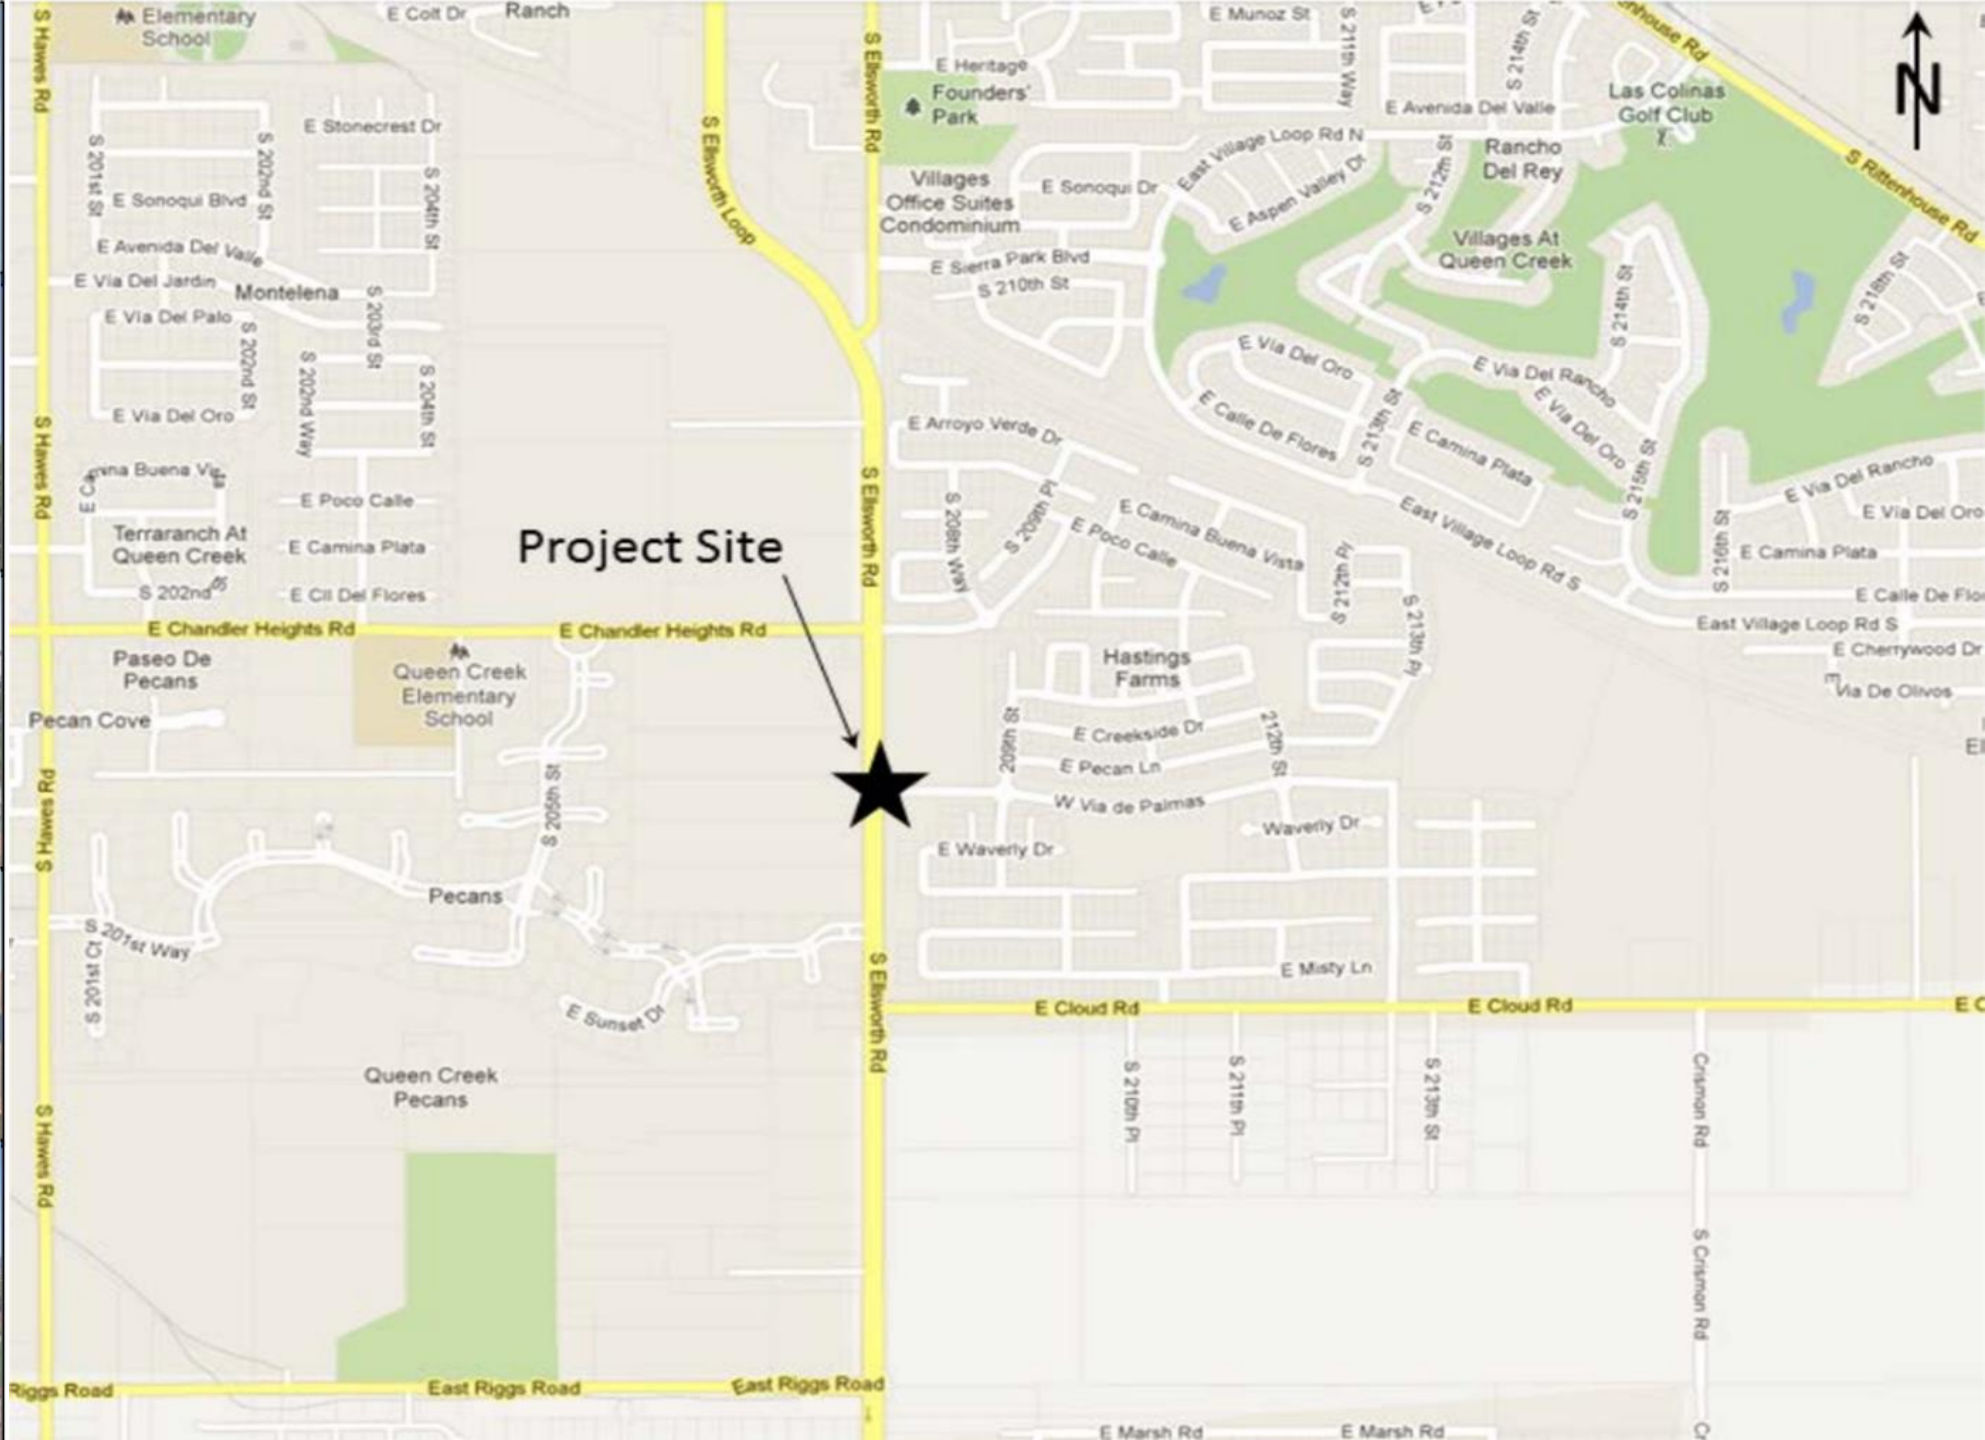 Elementary
School
E Colt Dr
Ranch
E Munoz St
S Hawes Rd
S Ellsworth Rd
S 211th Way
S 214th St
N
E Heritage
Founders'
Park
E Avenida Del Valle
Las Colinas
Golf Club
E Stonecrest Dr
S Ellsworth Loop
East Village Loop Rd N
Rancho
Del Rey
S Rittenhouse Rd
S 201st St
S 202nd St
S 204th St
E Sonoqui Blvd
Villages
Office Suites
Condominium
E Sonoqui Dr
E Aspen Valley Dr
S 212th St
E Avenida Del Valle
E Via Del Jardin
Montelena
E Sierra Park Blvd
S 210th St
Villages At
Queen Creek
S 214th St
S 218th St
E Via Del Palo
S 202nd St
S 203rd St
S 202nd Way
S 204th St
E Via Del Oro
E Via Del Oro
E Via Del Rancho
E Via Del Oro
S Hawes Rd
E Arroyo Verde Dr
E Calle De Flores
S 213th St
E Camina Plata
S 215th St
E Via Del Rancho
E Via Del Oro
S Ellsworth Rd
E Poco Calle
Terraranch At
Queen Creek
E Camina Plata
Project Site
S 208th Way
S 209th Pl
E Poco Calle
E Camina Buena Vista
East Village Loop Rd S
S 212th Pl
S 216th St
E Camina Plata
S 202nd
E Cll Del Flores
S 213th Pl
E Chandler Heights Rd
E Chandler Heights Rd
East Village Loop Rd S
E Cherrywood Dr
Via De Olivos
Paseo De
Pecans
Queen Creek
Elementary
School
Hastings
Farms
Pecan Cove
209th St
E Creekside Dr
212th St
E Pecan Ln
W Via de Palmas
S Hawes Rd
S 205th St
E Waverly Dr
Waverly Dr
Pecans
S 201st Way
S 201st Ct
S Ellsworth Rd
E Misty Ln
E Sunset Dr
E Cloud Rd
E Cloud Rd
Queen Creek
Pecans
S 210th Pl
S 211th Pl
S 213th St
Crismon Rd
S Hawes Rd
S Crismon Rd
Riggs Road
East Riggs Road
East Riggs Road
E Marsh Rd
E Marsh Rd